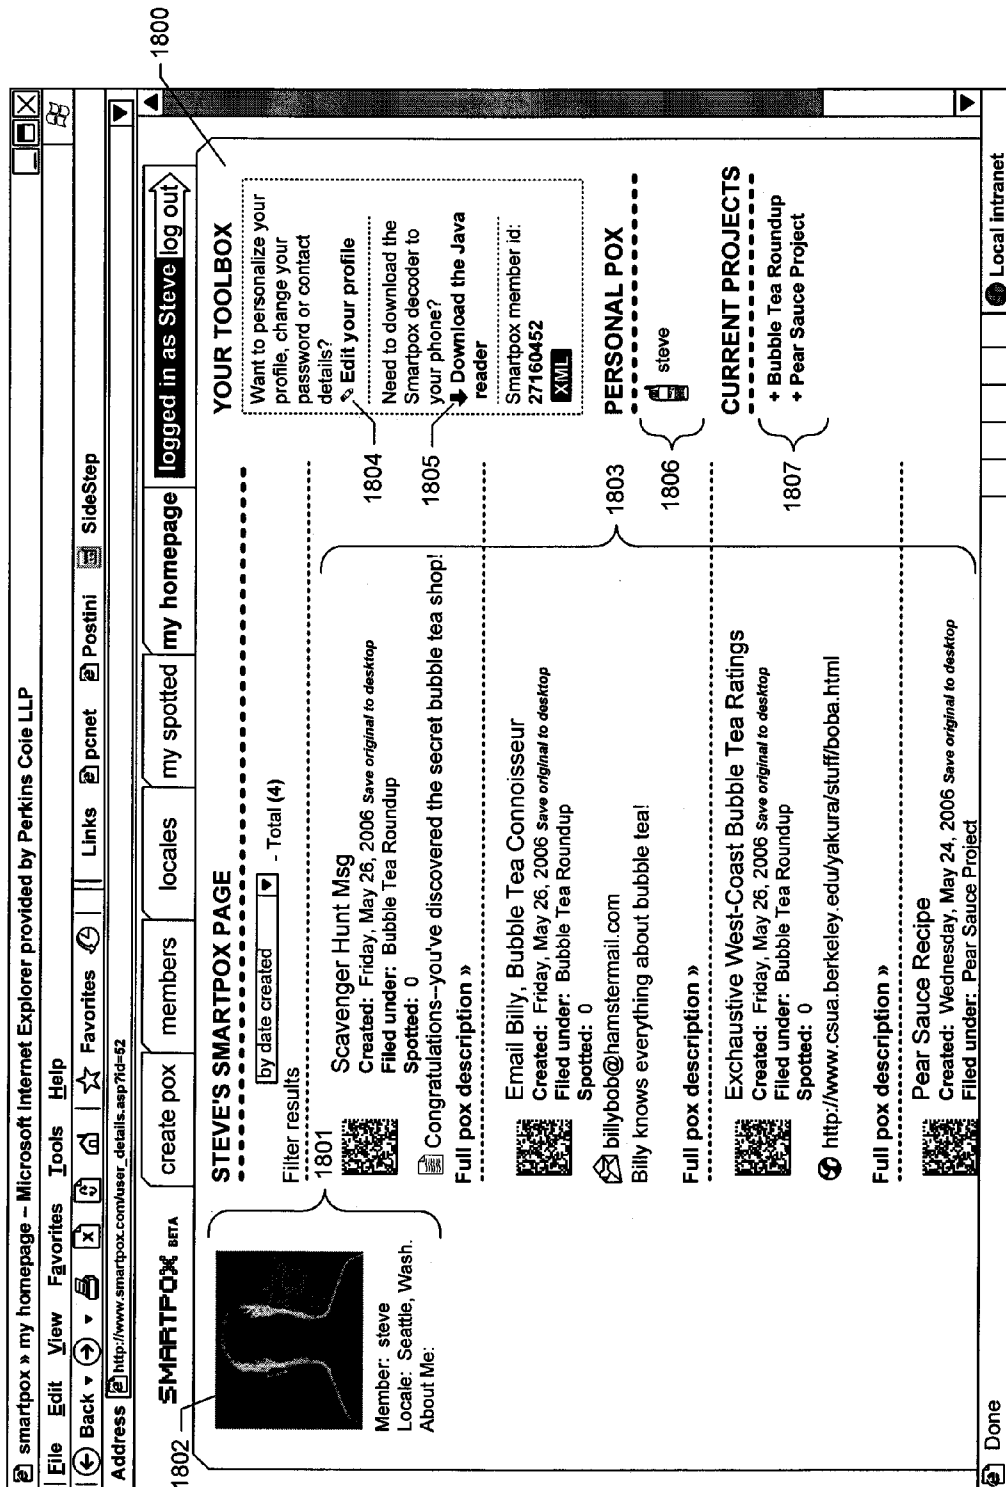 smartpox » my homepage – Microsoft Internet Explorer provided by Perkins Coie LLP
File Edit View Favorites Tools Help
Back Favorites Links pcnet Postini SideStep
Address http://www.smartpox.com/user_details.asp?id=52
SMARTPOX BETA
create pox members locales my spotted my homepage logged in as Steve log out
1800
1802
Member: steve
Locale: Seattle, Wash.
About Me:
1801
STEVE'S SMARTPOX PAGE
Filter results by date created - Total (4)
Scavenger Hunt Msg
Created: Friday, May 26, 2006 Save original to desktop
Filed under: Bubble Tea Roundup
Spotted: 0
Congratulations--you've discovered the secret bubble tea shop!
Full pox description »
Email Billy, Bubble Tea Connoisseur
Created: Friday, May 26, 2006 Save original to desktop
Filed under: Bubble Tea Roundup
Spotted: 0
billybob@hamstermail.com
Billy knows everything about bubble tea!
Full pox description »
Exhaustive West-Coast Bubble Tea Ratings
Created: Friday, May 26, 2006 Save original to desktop
Filed under: Bubble Tea Roundup
Spotted: 0
http://www.csua.berkeley.edu/yakura/stuff/boba.html
Full pox description »
Pear Sauce Recipe
Created: Wednesday, May 24, 2006 Save original to desktop
Filed under: Pear Sauce Project
1803
YOUR TOOLBOX
Want to personalize your
profile, change your
password or contact
details?
Edit your profile
1804
Need to download the
Smartpox decoder to
your phone?
Download the Java
reader
1805
Smartpox member id:
27160452
XML
PERSONAL POX
steve
1806
CURRENT PROJECTS
+ Bubble Tea Roundup
+ Pear Sauce Project
1807
Done Local intranet